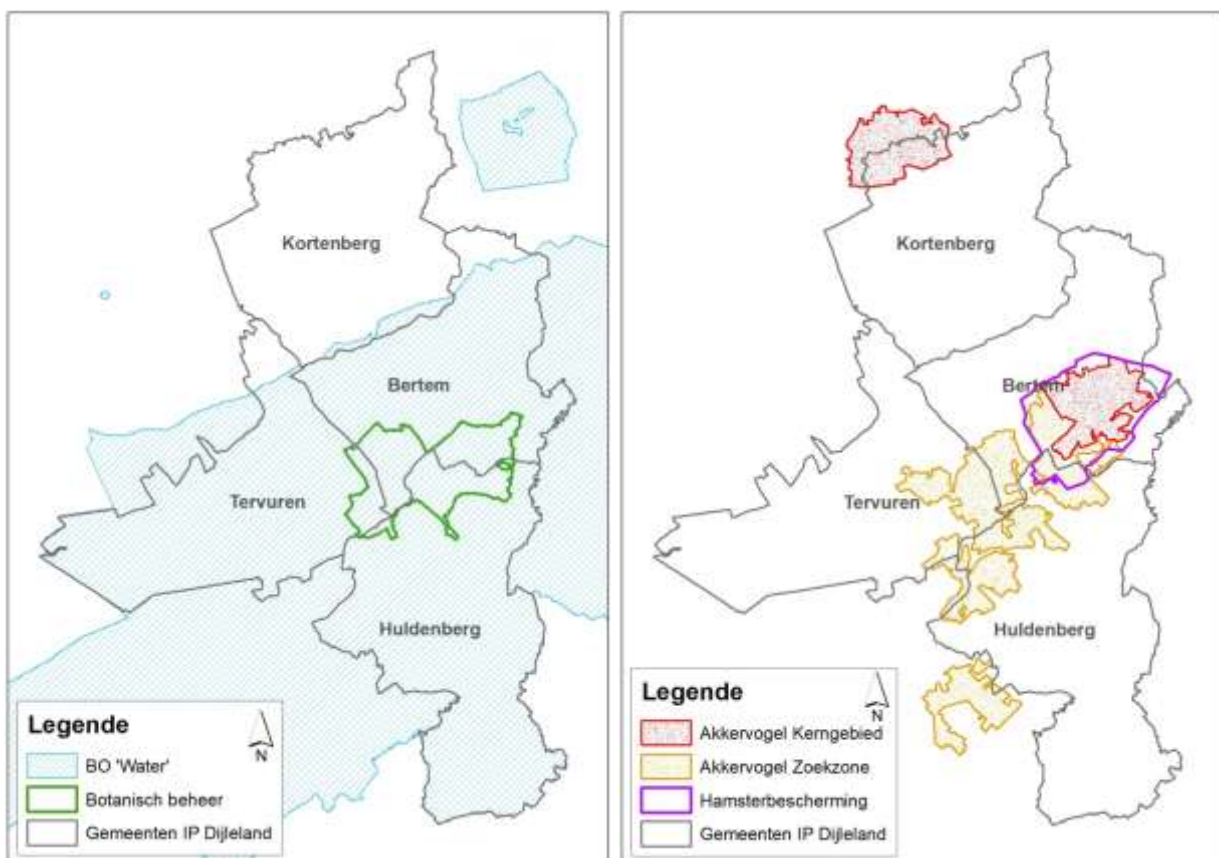 Kortenberg
Bertem
Tervuren
Huldenberg
Legende
N
BO 'Water'
Botanisch beheer
Gemeenten IP Dijleland
Kortenberg
Bertem
Tervuren
Huldenberg
Legende
N
Akkervogel Kerngebied
Akkervogel Zoekzone
Hamsterbescherming
Gemeenten IP Dijleland